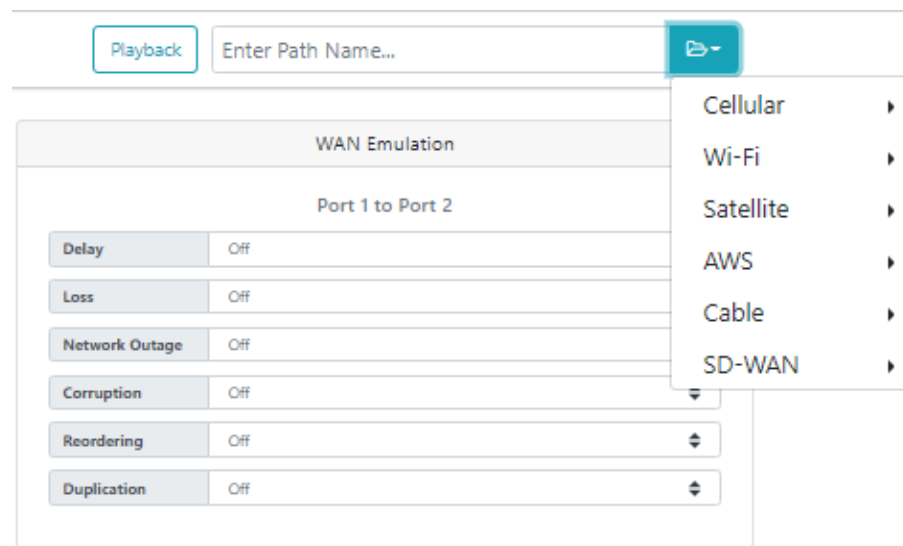 Playback
Enter Path Name...
Cellular
Wi-Fi
Satellite
AWS
Cable
SD-WAN
WAN Emulation
Port 1 to Port 2
Delay Off
Loss Off
Network Outage Off
Corruption Off
Reordering Off
Duplication Off